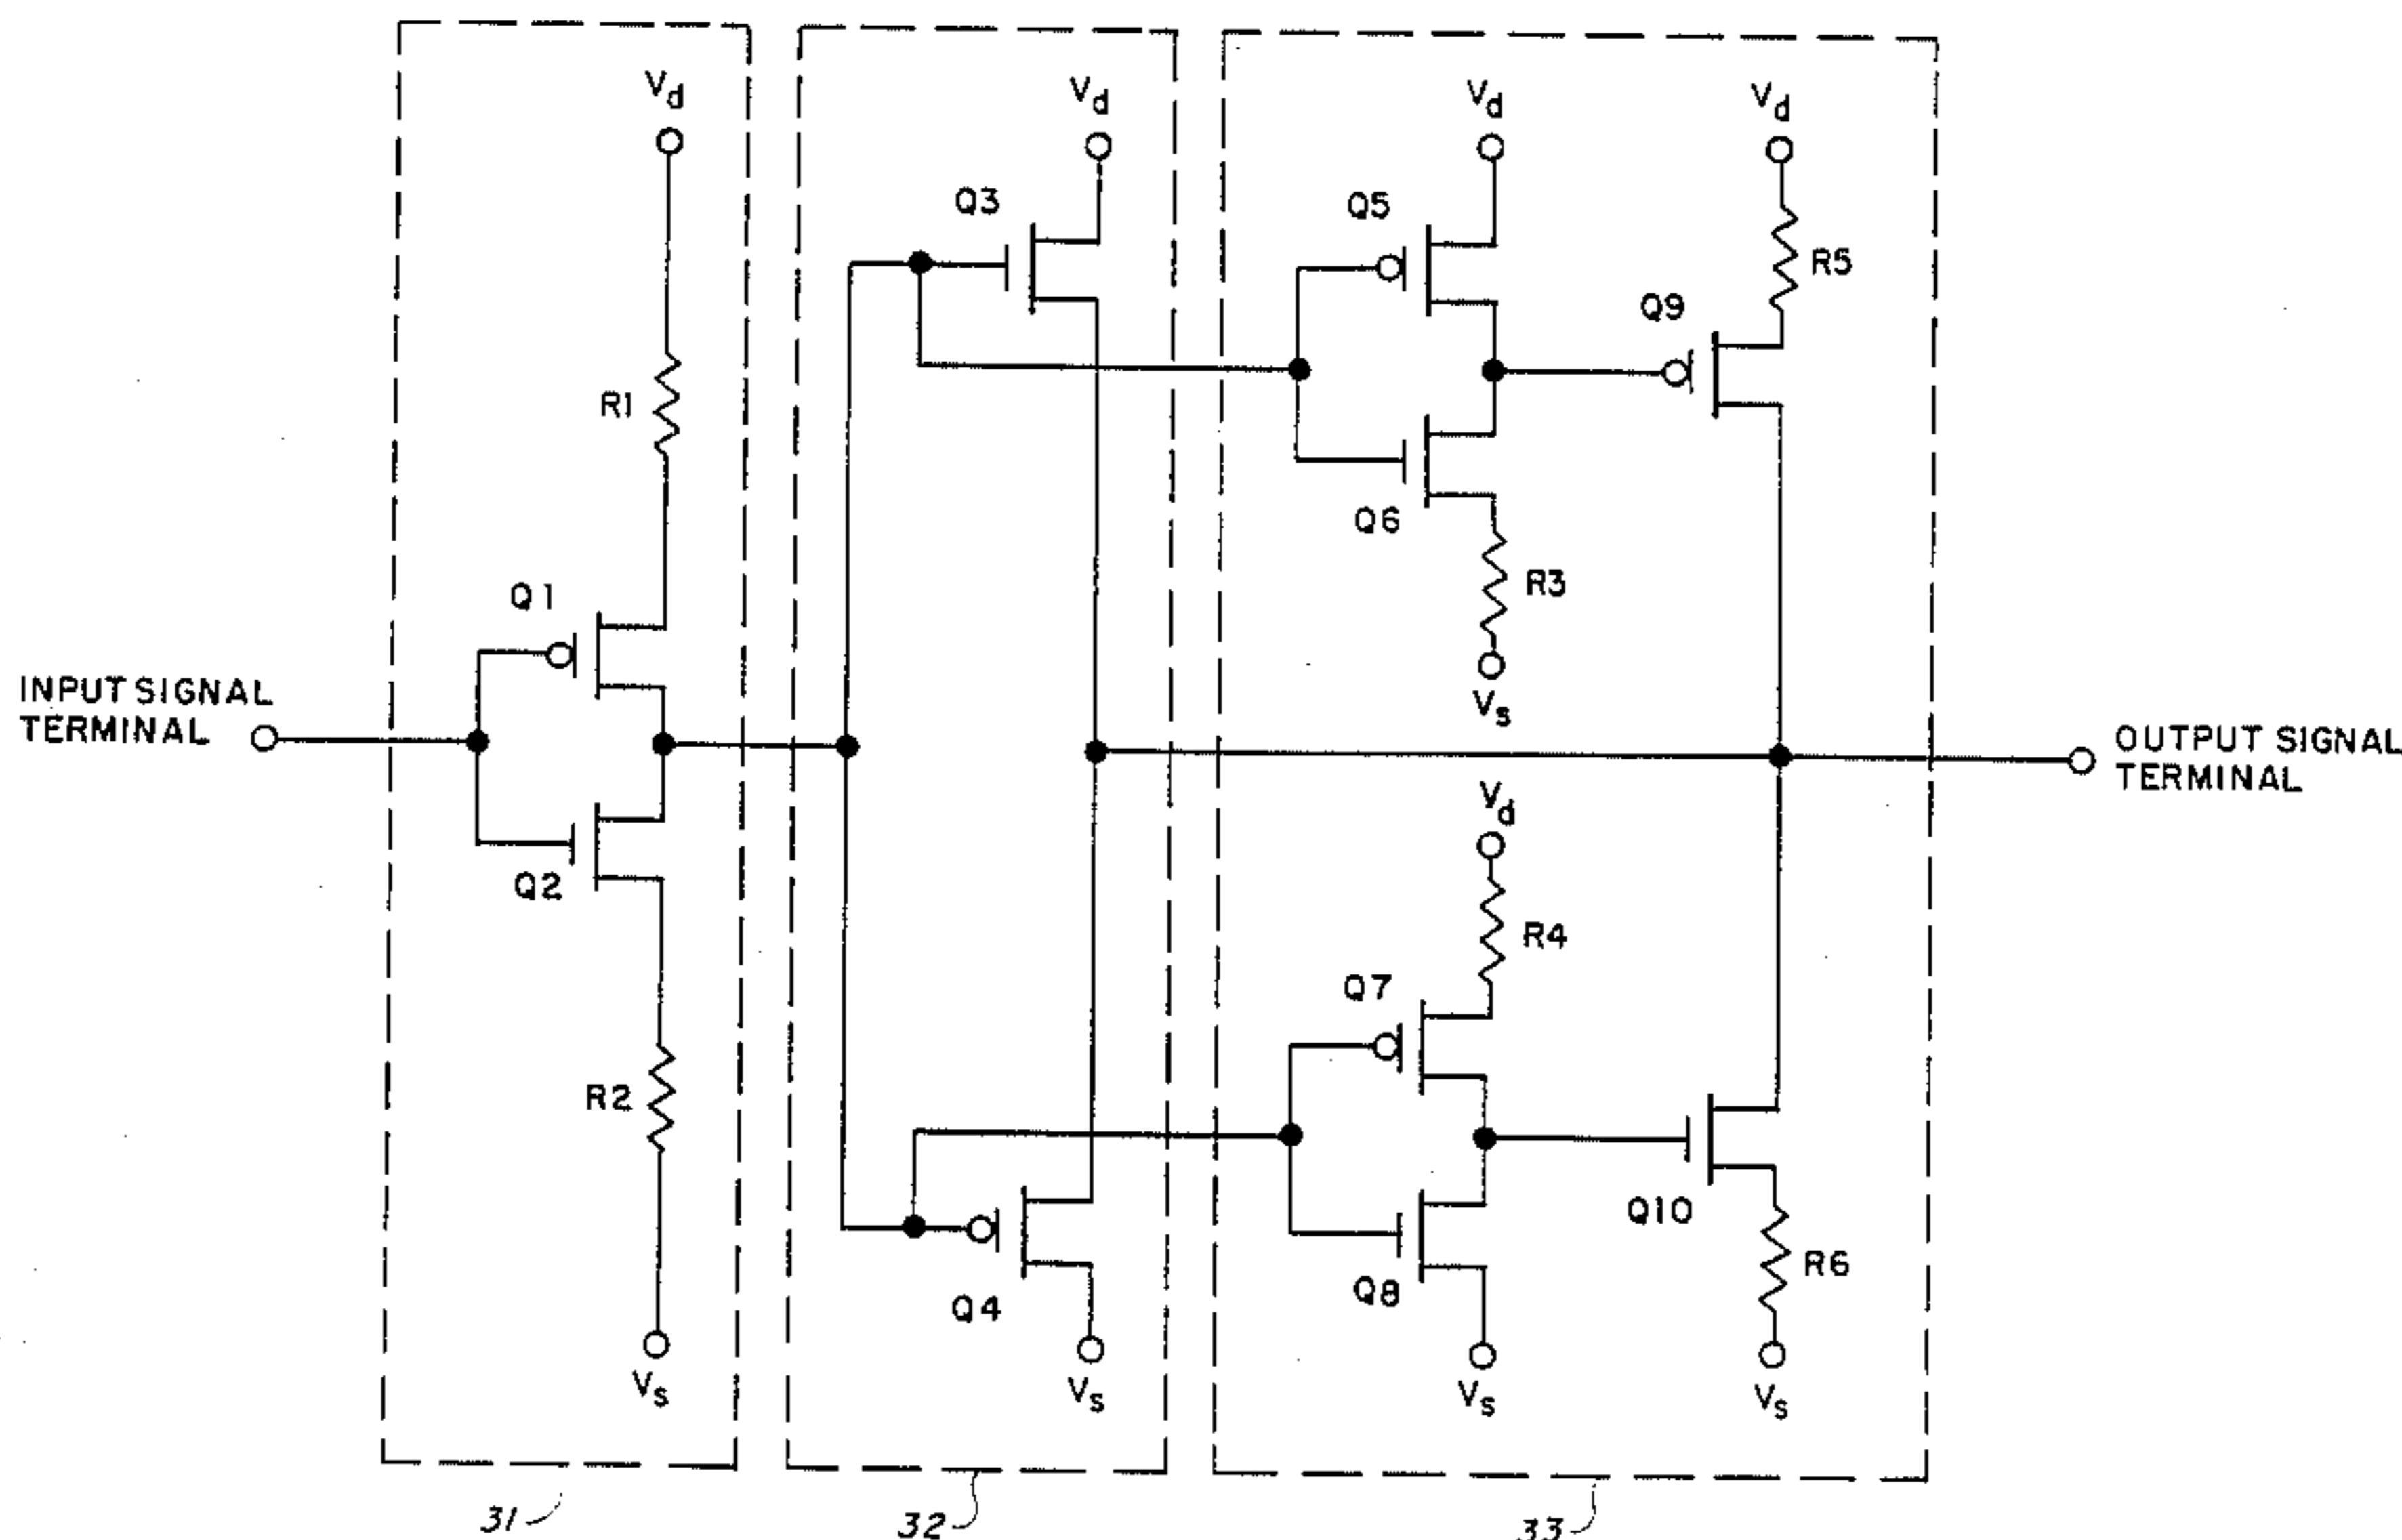 Vd
Vd
Vd
Vd
Q3
Q5
Q9
R5
R1
Q6
R3
Q1
Vs
INPUT SIGNAL
TERMINAL
OUTPUT SIGNAL
TERMINAL
Vd
Q2
R4
Q7
R2
Q10
R6
Q8
Q4
Vs
Vs
Vs
Vs
31
32
33